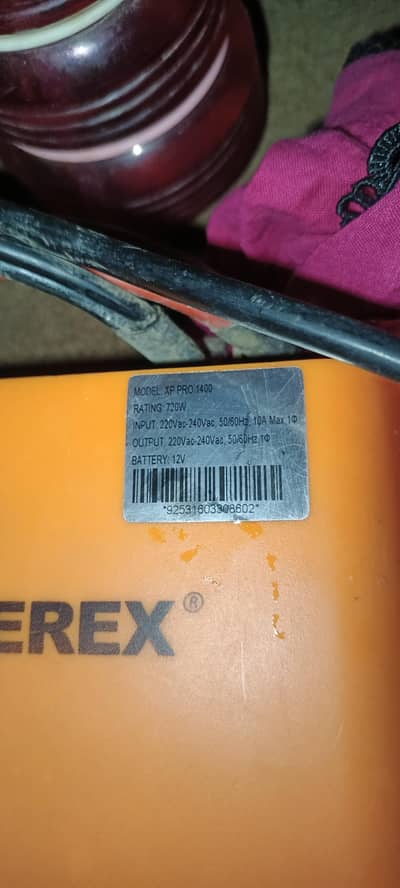 MODEL: XP PRO 1400
RATING: 720W
INPUT: 220Vac-240Vac, 50/60Hz, 10A Max 1Φ
OUTPUT: 220Vac-240Vac, 50/60Hz,1Φ
BATTERY: 12V
*92531603308602*
EREX®